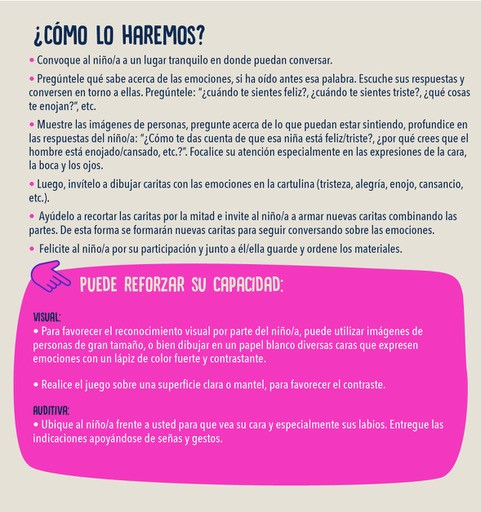 ¿CÓMO LO HAREMOS?
• Convoque al niño/a a un lugar tranquilo en donde puedan conversar.
• Pregúntele qué sabe acerca de las emociones, si ha oído antes esa palabra. Escuche sus respuestas y
conversen en torno a ellas. Pregúntele: “¿cuándo te sientes feliz?, ¿cuándo te sientes triste?, ¿qué cosas
te enojan?”, etc.
• Muestre las imágenes de personas, pregunte acerca de lo que puedan estar sintiendo, profundice en
las respuestas del niño/a: “¿Cómo te das cuenta de que esa niña está feliz/triste?, ¿por qué crees que el
hombre está enojado/cansado, etc.?”. Focalice su atención especialmente en las expresiones de la cara,
la boca y los ojos.
• Luego, invítelo a dibujar caritas con las emociones en la cartulina (tristeza, alegría, enojo, cansancio,
etc.).
• Ayúdelo a recortar las caritas por la mitad e invite al niño/a a armar nuevas caritas combinando las
partes. De esta forma se formarán nuevas caritas para seguir conversando sobre las emociones.
• Felicite al niño/a por su participación y junto a él/ella guarde y ordene los materiales.
PUEDE REFORZAR SU CAPACIDAD:
VISUAL:
• Para favorecer el reconocimiento visual por parte del niño/a, puede utilizar imágenes de
personas de gran tamaño, o bien dibujar en un papel blanco diversas caras que expresen
emociones con un lápiz de color fuerte y contrastante.
• Realice el juego sobre una superficie clara o mantel, para favorecer el contraste.
AUDITIVA:
• Ubique al niño/a frente a usted para que vea su cara y especialmente sus labios. Entregue las
indicaciones apoyándose de señas y gestos.